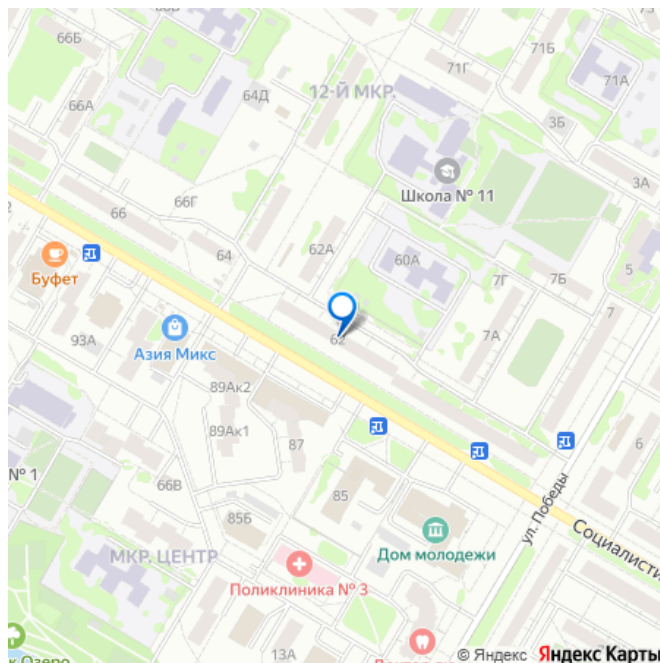 66Б
71Б
71Г
71А
66А
64Д
12-Й МКР.
3Б
Школа № 11
3А
66
66Г
64
62А
60А
7Г
7Б
5
Буфет
7
93А
Азия Микс
62
7А
89Ак2
89Ак1
87
6
№ 1
66В
85
ул. Победы
85Б
Дом молодежи
Социалисти
МКР. ЦЕНТР
Поликлиника № 3
13А
к Озеро
© Яндекс Яндекс Карты